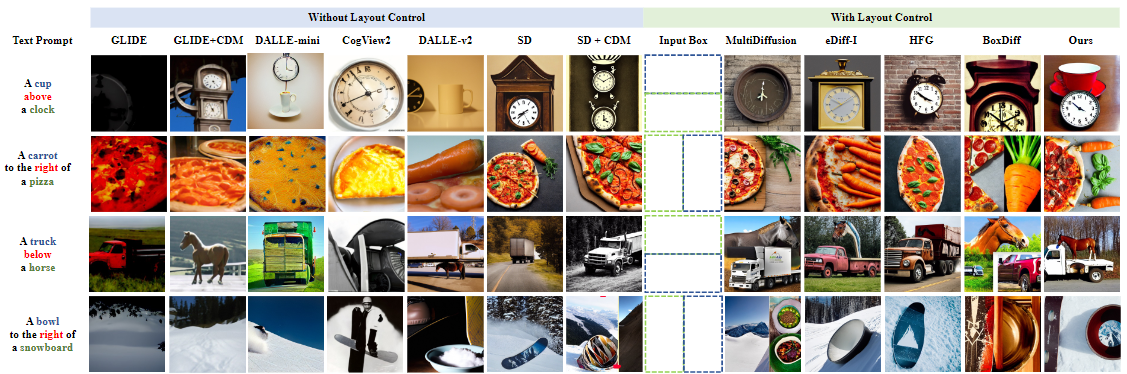 Without Layout Control With Layout Control
Text Prompt GLIDE GLIDE+CDM DALLE-mini CogView2 DALLE-v2 SD SD + CDM Input Box MultiDiffusion eDiff-I HFG BoxDiff Ours
A cup
above
a clock
A carrot
to the right of
a pizza
A truck
below
a horse
A bowl
to the right of
a snowboard